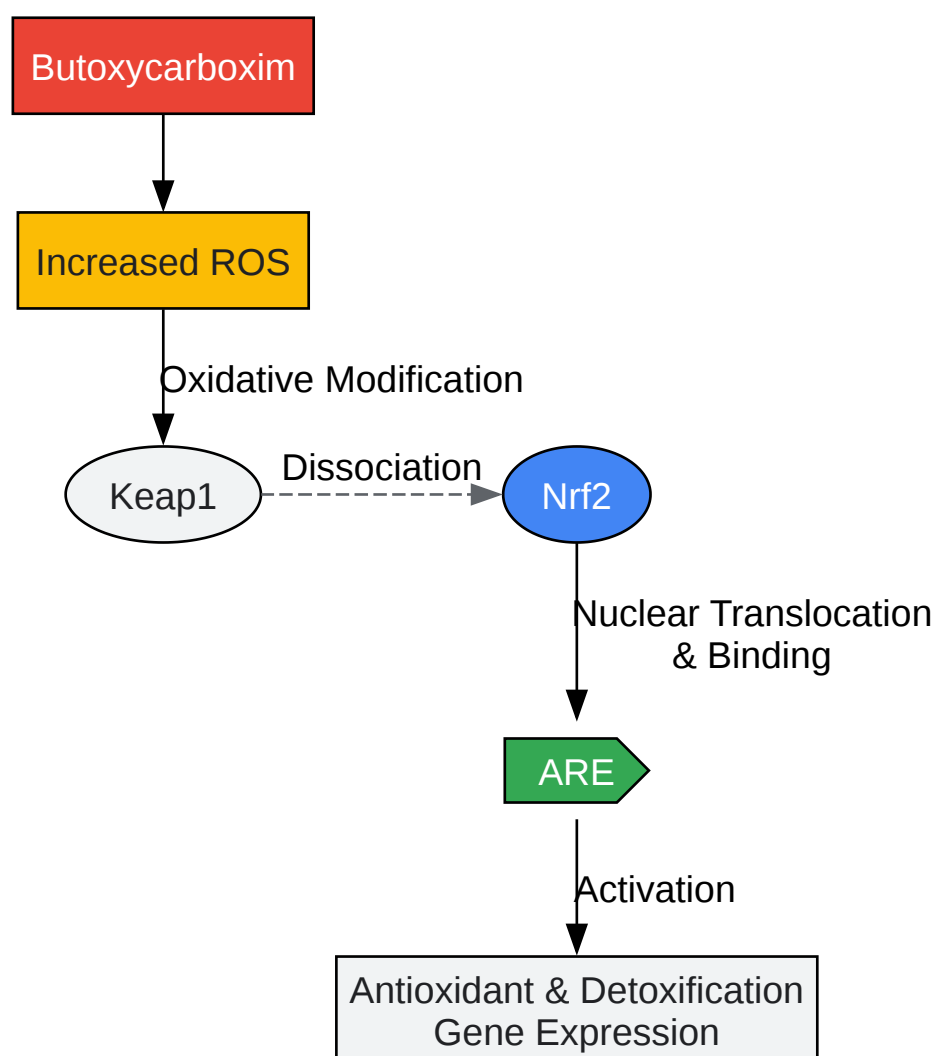 Butoxycarboxim
Increased ROS
Oxidative Modification
Dissociation
Keap1
Nrf2
Nuclear Translocation
& Binding
ARE
Activation
Antioxidant & Detoxification
Gene Expression